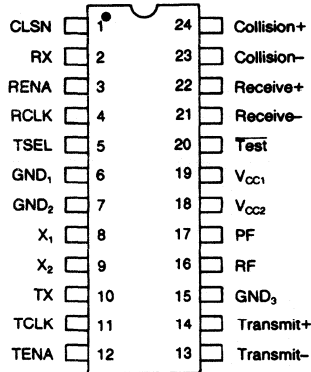 CLSN 1 24 Collision+
RX 2 23 Collision–
RENA 3 22 Receive+
RCLK 4 21 Receive–
TSEL 5 20 Test
GND₁ 6 19 V_CC1
GND₂ 7 18 V_CC2
X₁ 8 17 PF
X₂ 9 16 RF
TX 10 15 GND₃
TCLK 11 14 Transmit+
TENA 12 13 Transmit–